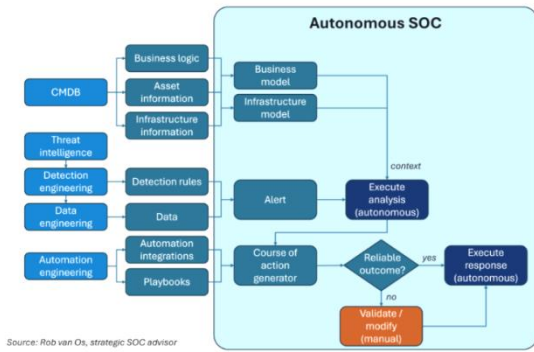 Autonomous SOC
Business logic
CMDB
Asset
information
Infrastructure
information
Business
model
Infrastructure
model
Threat
intelligence
Detection
engineering
Detection rules
Data
engineering
Data
Alert
context
Execute
analysis
(autonomous)
Automation
engineering
Automation
integrations
Playbooks
Course of
action
generator
Reliable
outcome?
yes
Execute
response
(autonomous)
no
Validate /
modify
(manual)
Source: Rob van Os, strategic SOC advisor